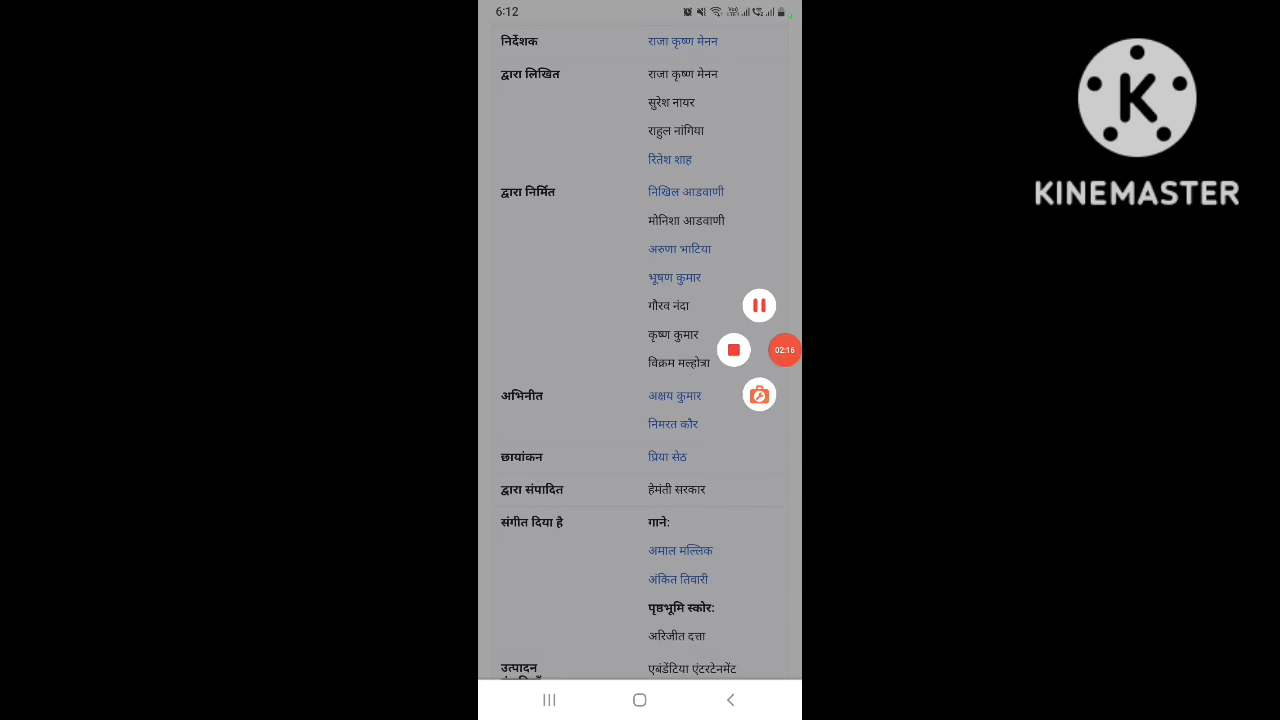 6:12
निर्देशक राजा कृष्ण मेनन
द्वारा लिखित राजा कृष्ण मेनन
सुरेश नायर
राहुल नांगिया
रितेश शाह
द्वारा निर्मित निखिल आडवाणी
मोनिशा आडवाणी
अरुणा भाटिया
भूषण कुमार
गौरव नंदा
कृष्ण कुमार
विक्रम मल्होत्रा
02:16
अभिनीत अक्षय कुमार
निमरत कौर
छायांकन प्रिया सेठ
द्वारा संपादित हेमंती सरकार
संगीत दिया है गाने:
अमाल मल्लिक
अंकित तिवारी
पृष्ठभूमि स्कोर:
अरिजीत दत्ता
उत्पादन एबंडेंटिया एंटरटेनमेंट
K
KINEMASTER